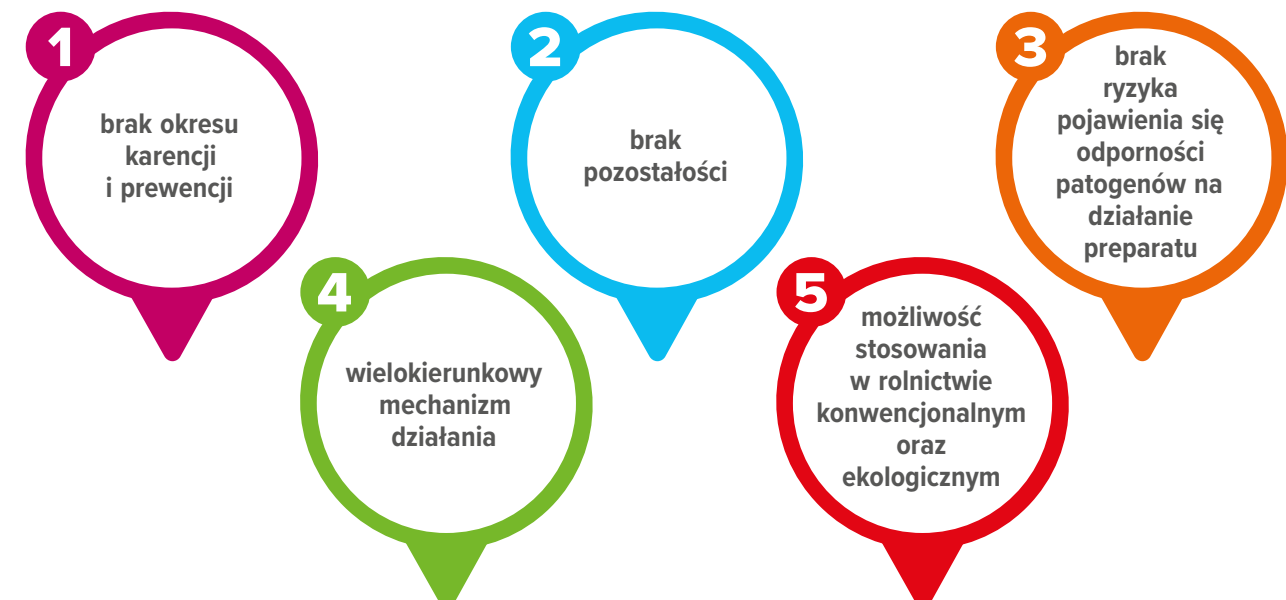 1
brak okresu
karencji
i prewencji
2
brak
pozostałości
3
brak
ryzyka
pojawienia się
odporności
patogenów na
działanie
preparatu
4
wielokierunkowy
mechanizm
działania
5
możliwość
stosowania
w rolnictwie
konwencjonalnym
oraz
ekologicznym